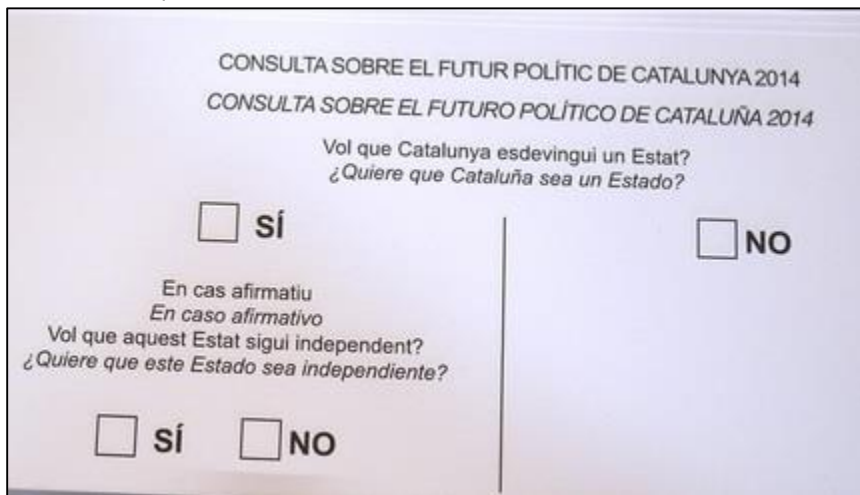 CONSULTA SOBRE EL FUTUR POLÍTIC DE CATALUNYA 2014
CONSULTA SOBRE EL FUTURO POLÍTICO DE CATALUÑA 2014
Vol que Catalunya esdevingui un Estat?
¿Quiere que Cataluña sea un Estado?
SÍ
NO
En cas afirmatiu
En caso afirmativo
Vol que aquest Estat sigui independent?
¿Quiere que este Estado sea independiente?
SÍ NO